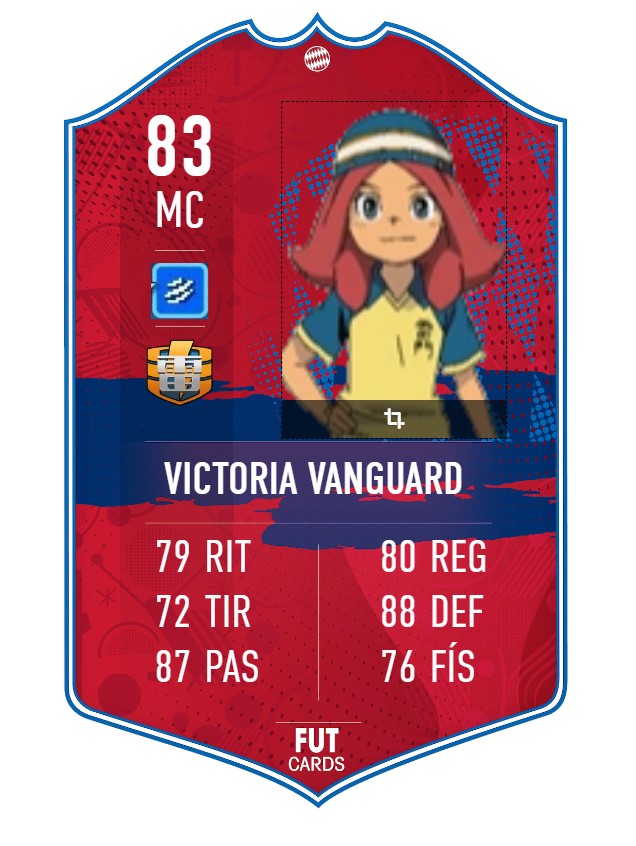 83
MC
VICTORIA VANGUARD
79 RIT
80 REG
72 TIR
88 DEF
87 PAS
76 FÍS
FUT
CARDS